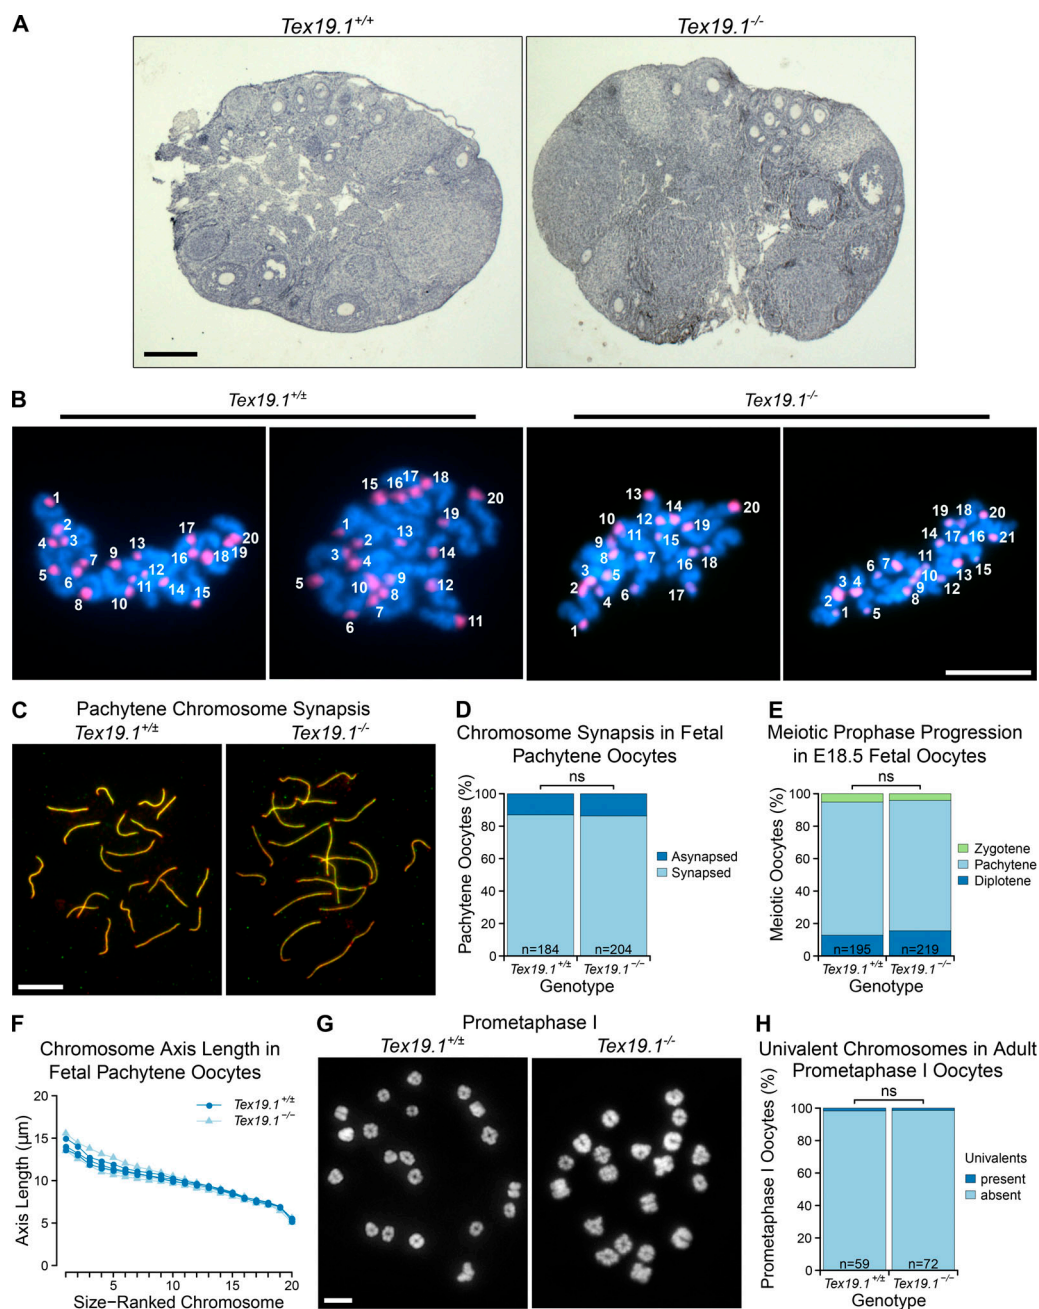 A
Tex19.1+/+
Tex19.1-/-
B
Tex19.1+/±
Tex19.1-/-
1
2
3
4
5
6
7
8
9
10
11
12
13
14
15
16
17
18
19
20
1
2
3
4
5
6
7
8
9
10
11
12
13
14
15
16
17
18
19
20
1
2
3
4
5
6
7
8
9
10
11
12
13
14
15
16
17
18
19
20
1
2
3
4
5
6
7
8
9
10
11
12
13
14
15
16
17
18
19
20
21
C
Pachytene Chromosome Synapsis
Tex19.1+/±
Tex19.1-/-
D
Chromosome Synapsis in Fetal
Pachytene Oocytes
ns
Pachytene Oocytes (%)
100
80
60
40
20
0
n=184
n=204
Tex19.1+/±
Tex19.1−/−
Genotype
Asynapsed
Synapsed
E
Meiotic Prophase Progression
in E18.5 Fetal Oocytes
ns
Meiotic Oocytes (%)
100
80
60
40
20
0
n=195
n=219
Tex19.1+/±
Tex19.1−/−
Genotype
Zygotene
Pachytene
Diplotene
F
Chromosome Axis Length in
Fetal Pachytene Oocytes
Tex19.1+/±
Tex19.1−/−
Axis Length (µm)
20
15
10
5
0
5
10
15
20
Size−Ranked Chromosome
G
Prometaphase I
Tex19.1+/±
Tex19.1-/-
H
Univalent Chromosomes in Adult
Prometaphase I Oocytes
ns
Prometaphase I Oocytes (%)
100
80
60
40
20
0
n=59
n=72
Tex19.1+/±
Tex19.1−/−
Genotype
Univalents
present
absent